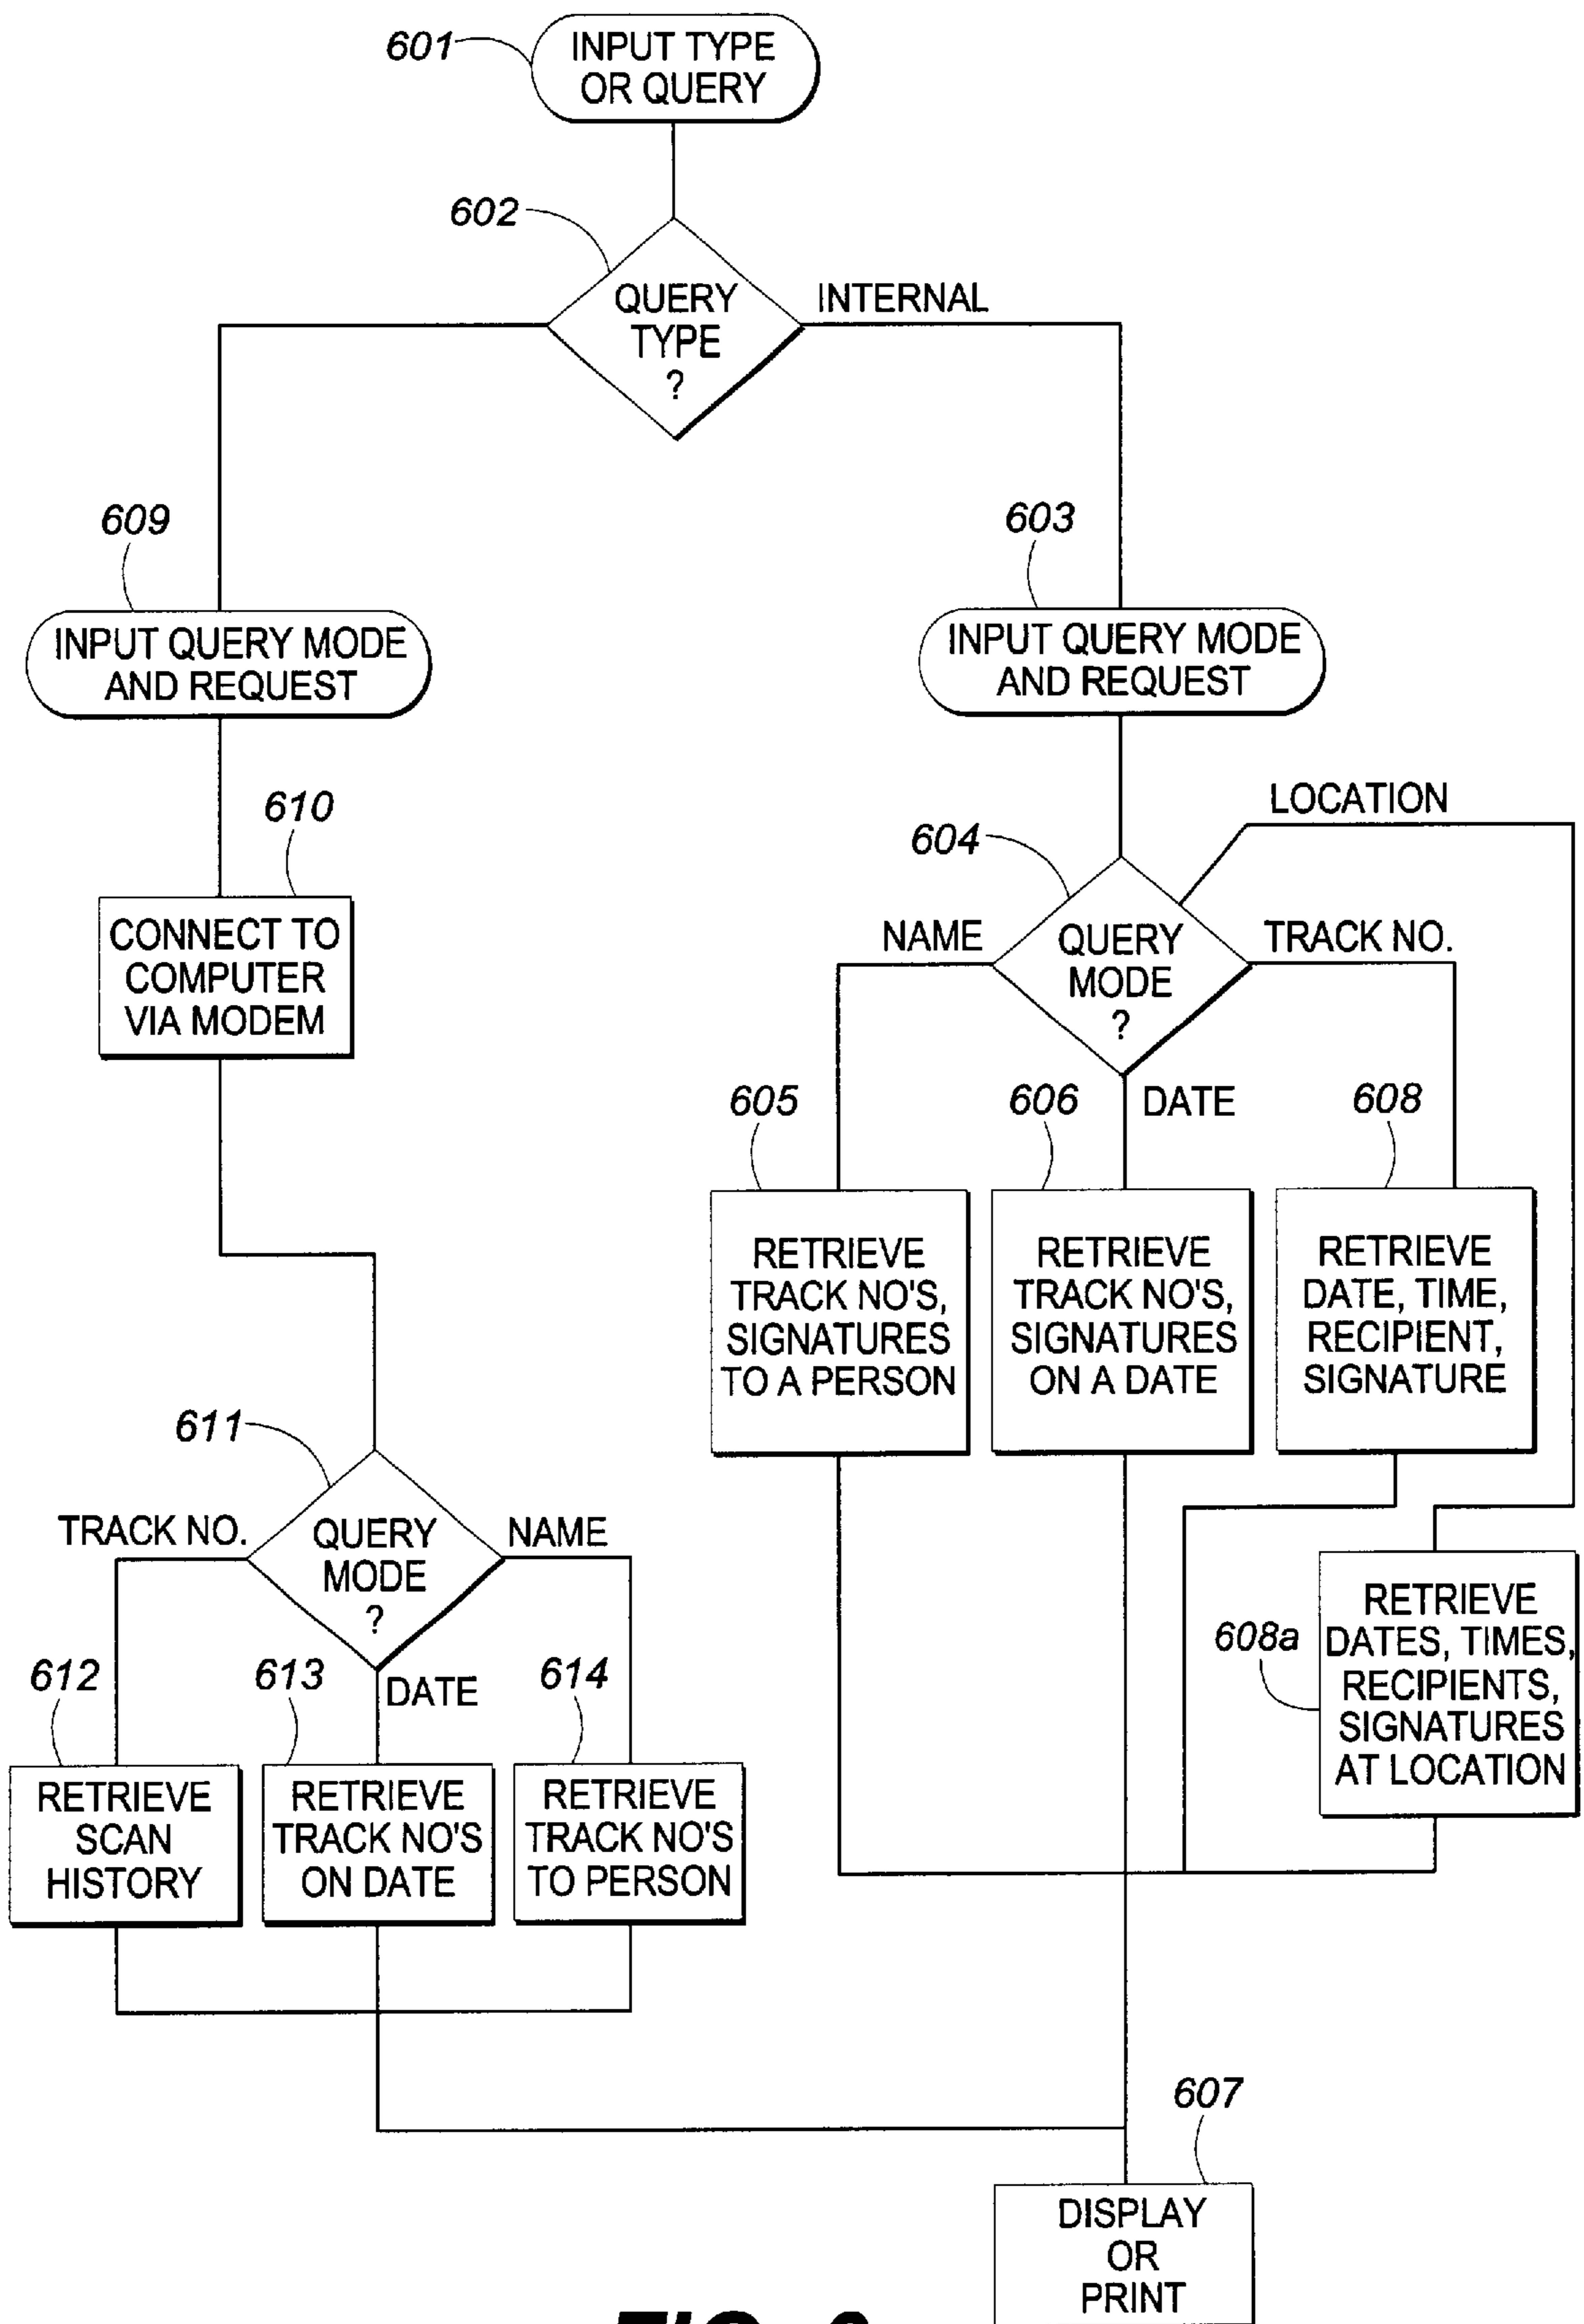 601
INPUT TYPE
OR QUERY
602
QUERY
TYPE
?
INTERNAL
609
INPUT QUERY MODE
AND REQUEST
603
INPUT QUERY MODE
AND REQUEST
610
CONNECT TO
COMPUTER
VIA MODEM
LOCATION
604
NAME
QUERY
MODE
?
TRACK NO.
DATE
605
RETRIEVE
TRACK NO'S,
SIGNATURES
TO A PERSON
606
RETRIEVE
TRACK NO'S,
SIGNATURES
ON A DATE
608
RETRIEVE
DATE, TIME,
RECIPIENT,
SIGNATURE
608a
RETRIEVE
DATES, TIMES,
RECIPIENTS,
SIGNATURES
AT LOCATION
611
TRACK NO.
QUERY
MODE
?
NAME
DATE
612
RETRIEVE
SCAN
HISTORY
613
RETRIEVE
TRACK NO'S
ON DATE
614
RETRIEVE
TRACK NO'S
TO PERSON
607
DISPLAY
OR
PRINT